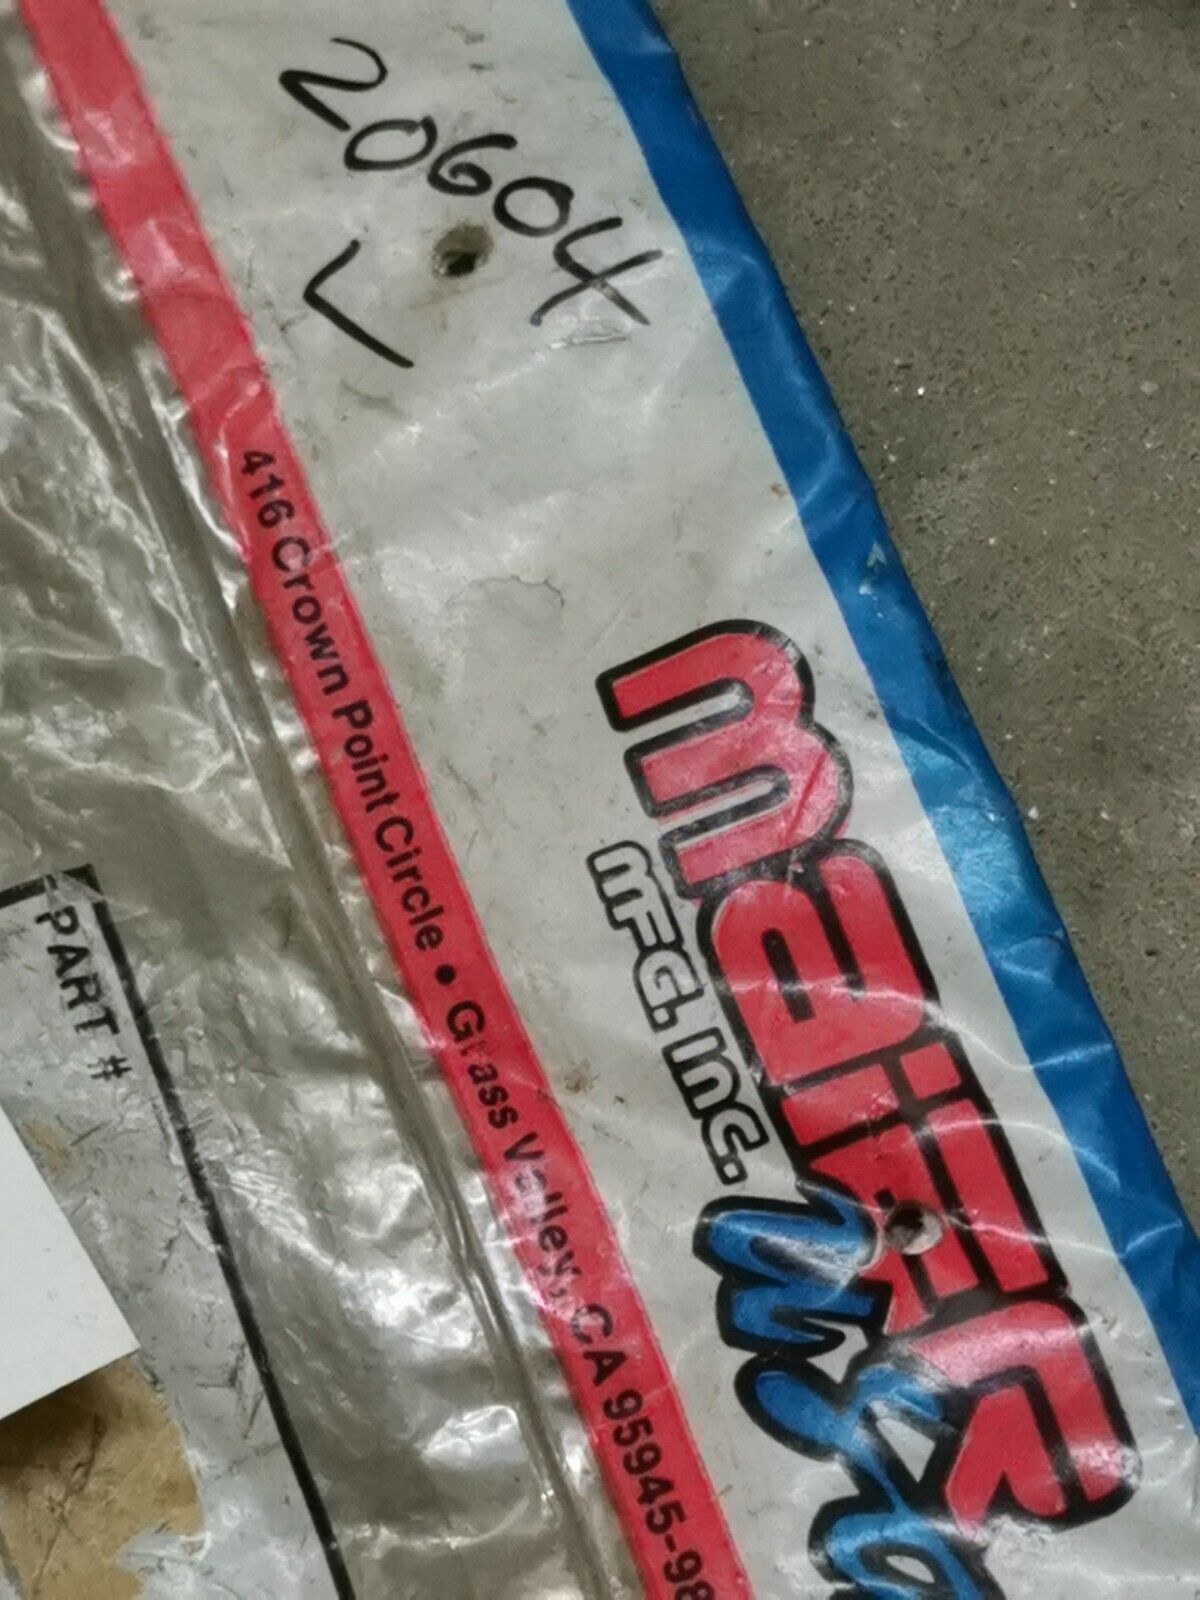 20604
L
maier
MFG. INC.
416 Crown Point Circle • Grass Valley, CA 95945-98
PART #